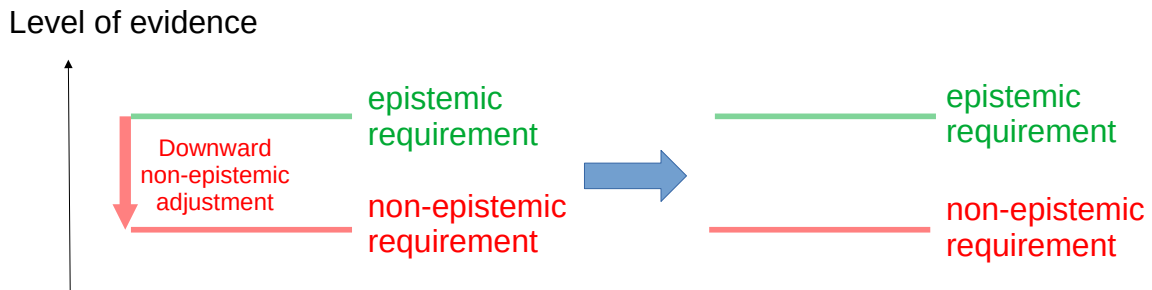 Level of evidence
epistemic
requirement
Downward
non-epistemic
adjustment
non-epistemic
requirement
epistemic
requirement
non-epistemic
requirement